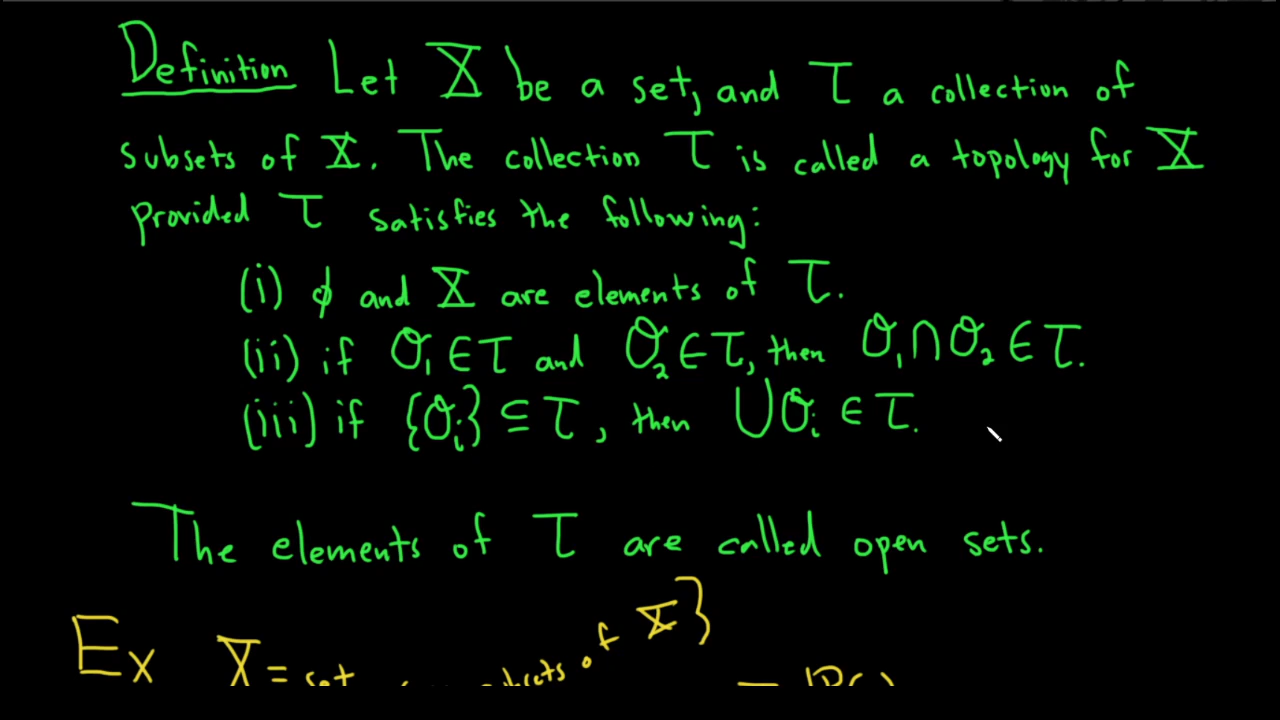 Definition Let X be a set, and τ a collection of
subsets of X. The collection τ is called a topology for X
provided τ satisfies the following:
(i) ϕ and X are elements of τ.
(ii) if O₁ ∈ τ and O₂ ∈ τ, then O₁ ∩ O₂ ∈ τ.
(iii) if {Oᵢ} ⊆ τ, then ⋃Oᵢ ∈ τ.
The elements of τ are called open sets.
Ex X = set subsets of X}